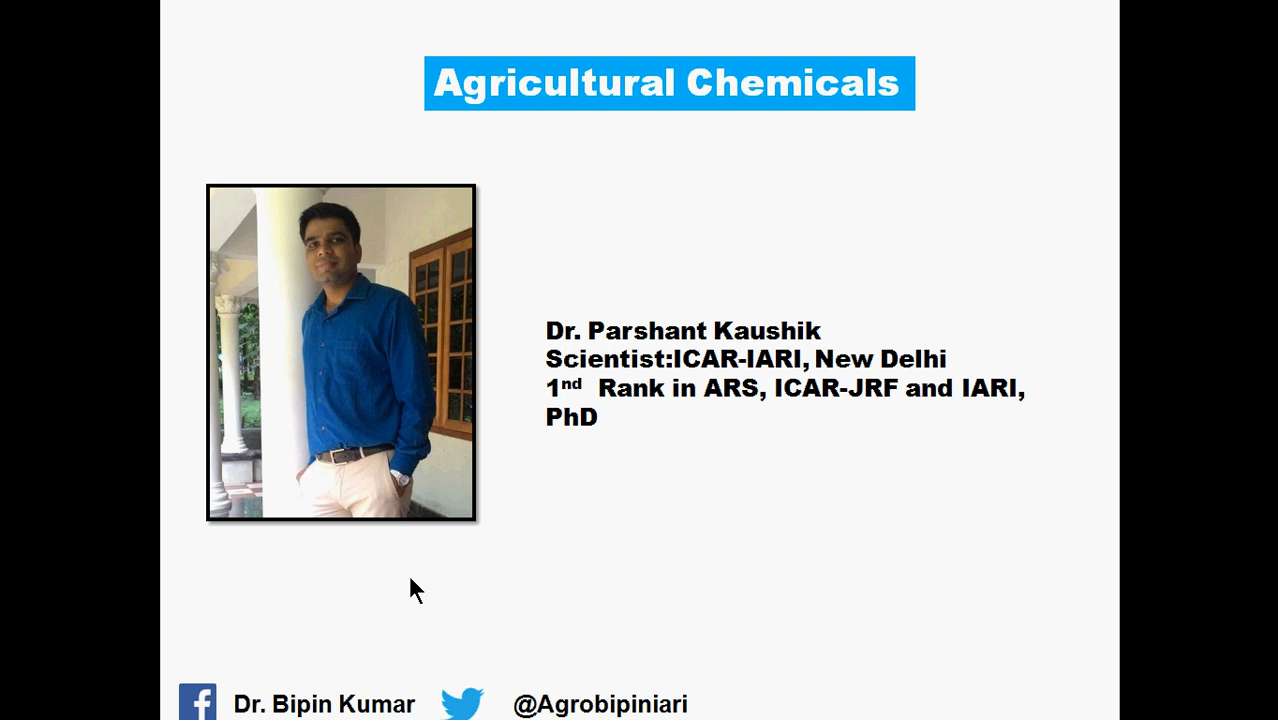 Agricultural Chemicals
Dr. Parshant Kaushik
Scientist:ICAR-IARI, New Delhi
1nd Rank in ARS, ICAR-JRF and IARI,
PhD
Dr. Bipin Kumar @Agrobipiniari